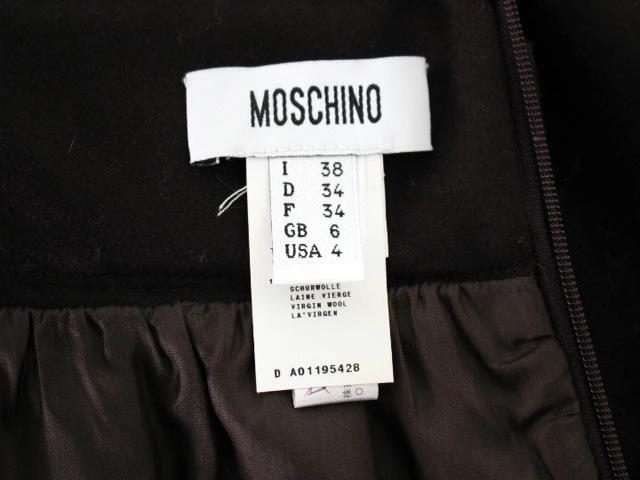 MOSCHINO
I 38
D 34
F 34
GB 6
USA 4
SCHURWOLLE
LAINE VIERGE
VIRGIN WOOL
LA'VIRGEN
D A01195428